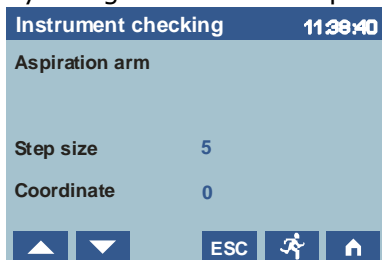 Instrument checking 11:38:40
Aspiration arm
Step size 5
Coordinate 0
ESC